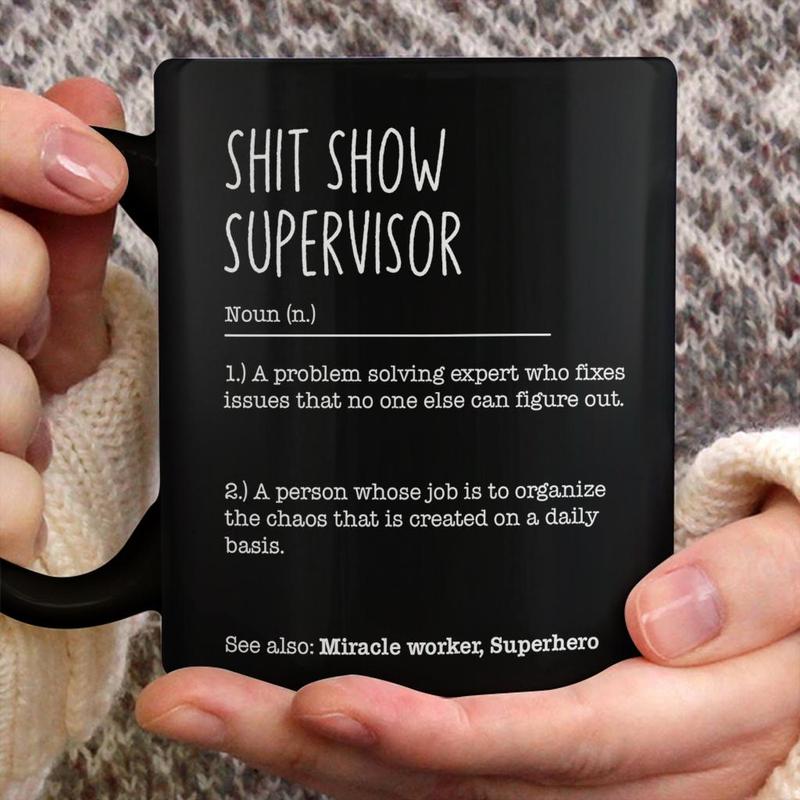 SHIT SHOW
SUPERVISOR
Noun (n.)
1.) A problem solving expert who fixes
issues that no one else can figure out.
2.) A person whose job is to organize
the chaos that is created on a daily
basis.
See also: Miracle worker, Superhero